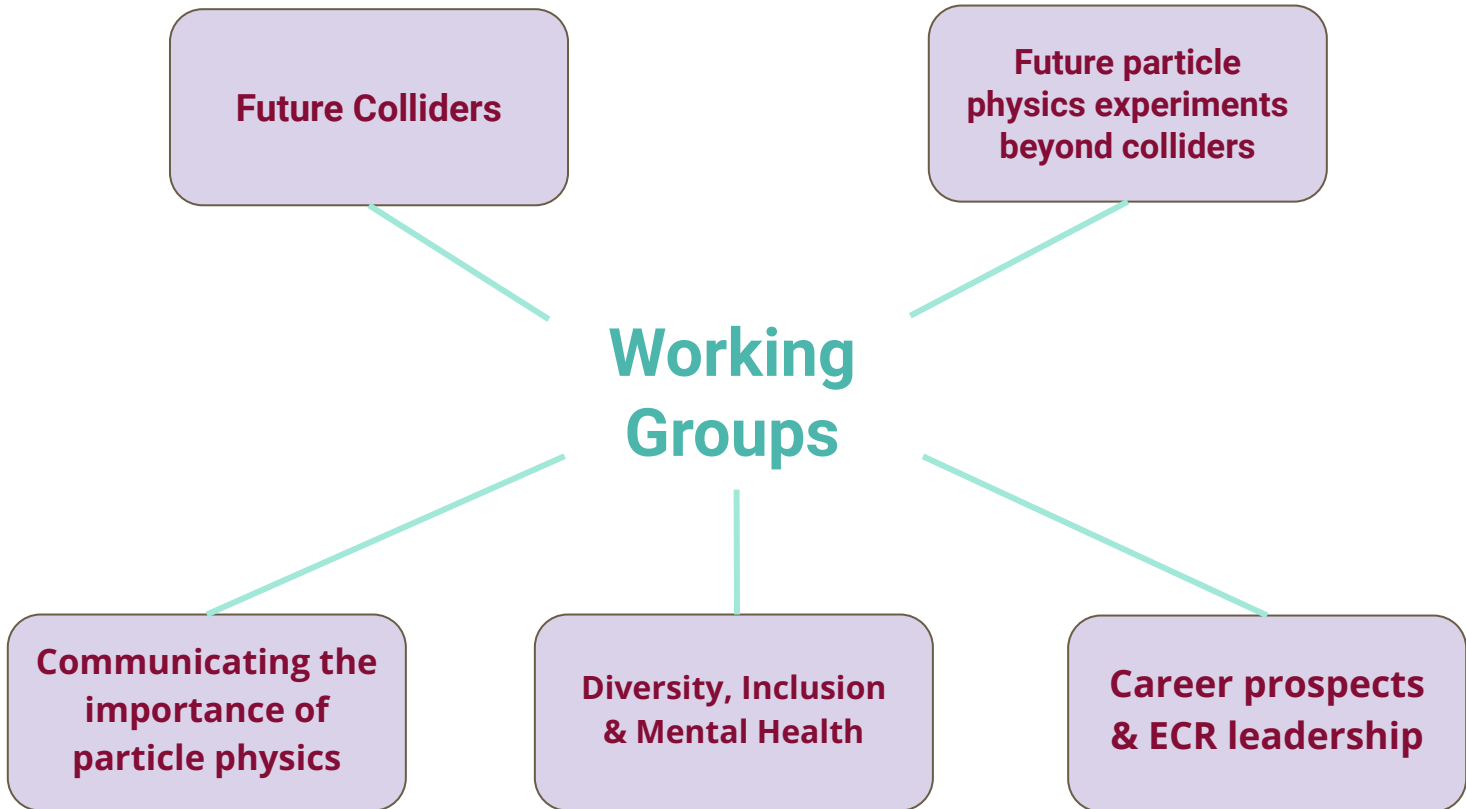 Future Colliders
Future particle
physics experiments
beyond colliders
Working
Groups
Communicating the
importance of
particle physics
Diversity, Inclusion
& Mental Health
Career prospects
& ECR leadership